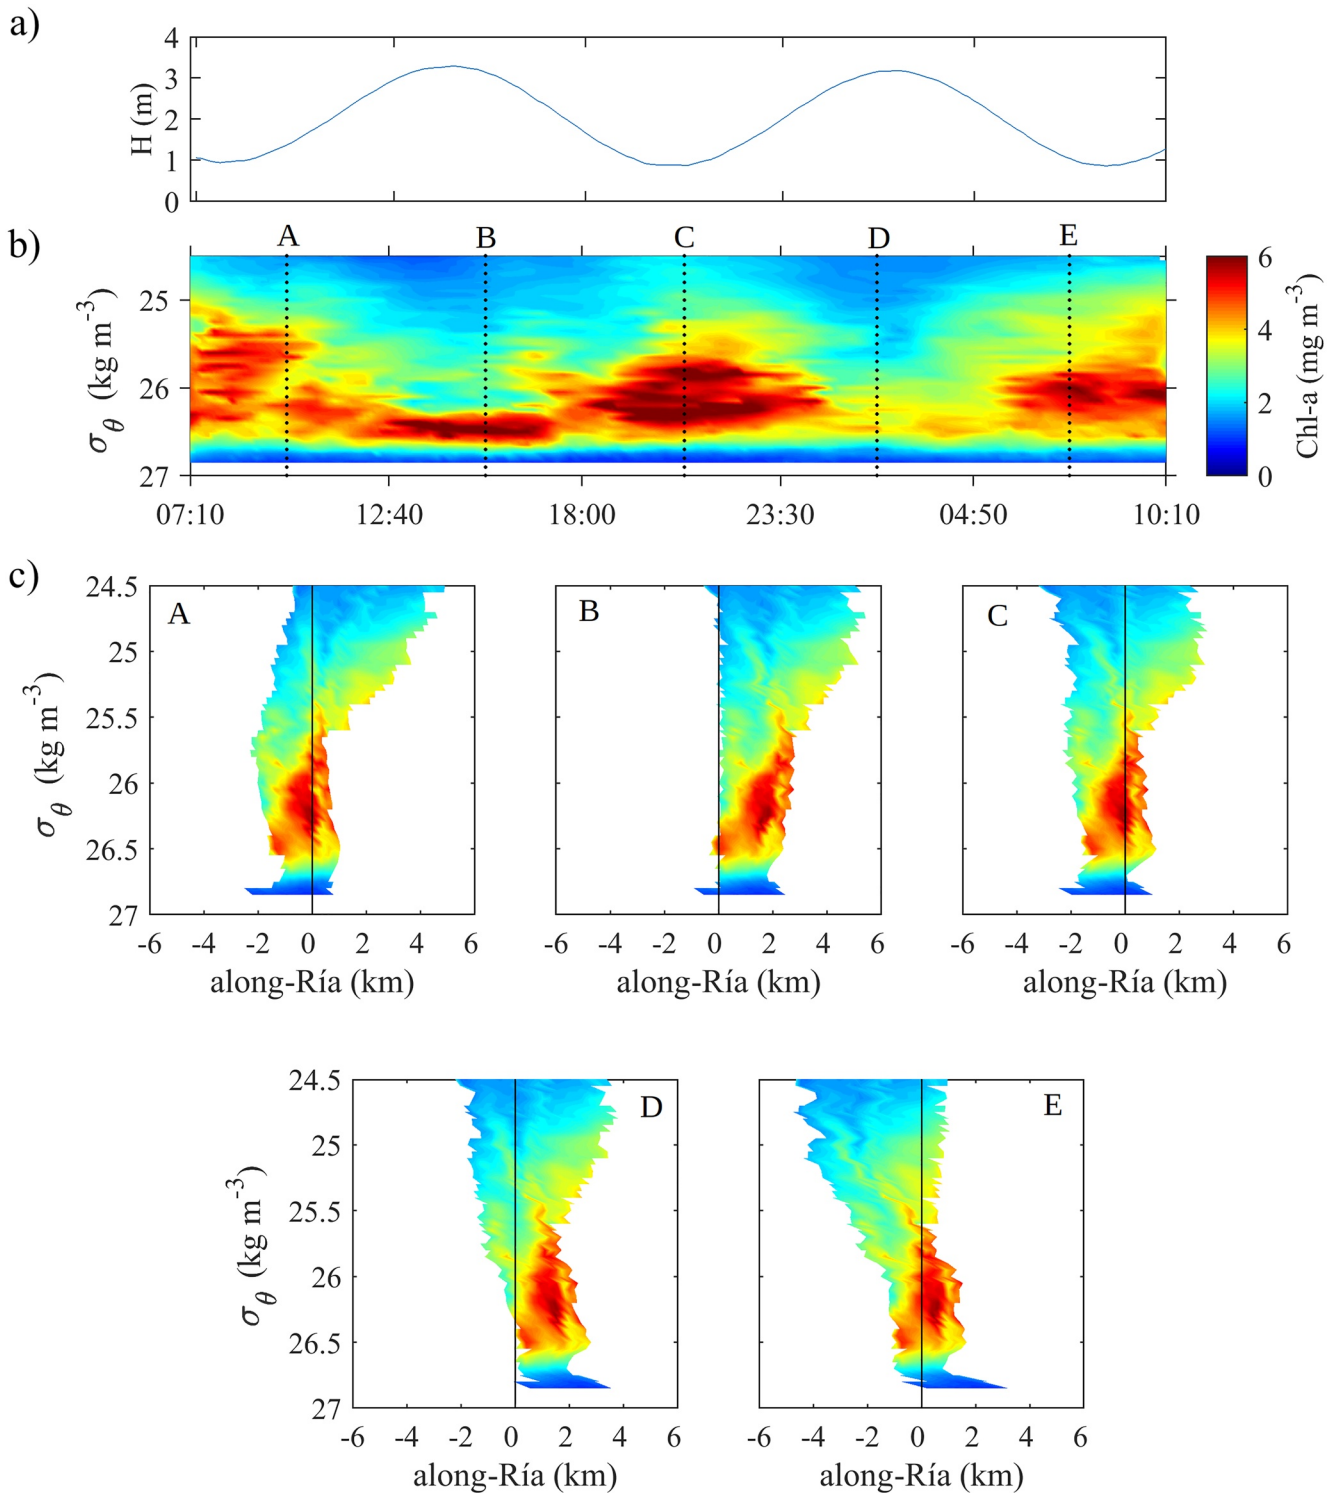 a)
4
3
2
1
0
H (m)
b)
A B C D E
25
26
27
σθ (kg m-3)
07:10 12:40 18:00 23:30 04:50 10:10
6
4
2
0
Chl-a (mg m-3)
c)
24.5
25
25.5
26
26.5
27
σθ (kg m-3)
A B C
-6 -4 -2 0 2 4 6 -6 -4 -2 0 2 4 6 -6 -4 -2 0 2 4 6
along-Ría (km) along-Ría (km) along-Ría (km)
24.5
25
25.5
26
26.5
27
σθ (kg m-3)
D E
-6 -4 -2 0 2 4 6 -6 -4 -2 0 2 4 6
along-Ría (km) along-Ría (km)